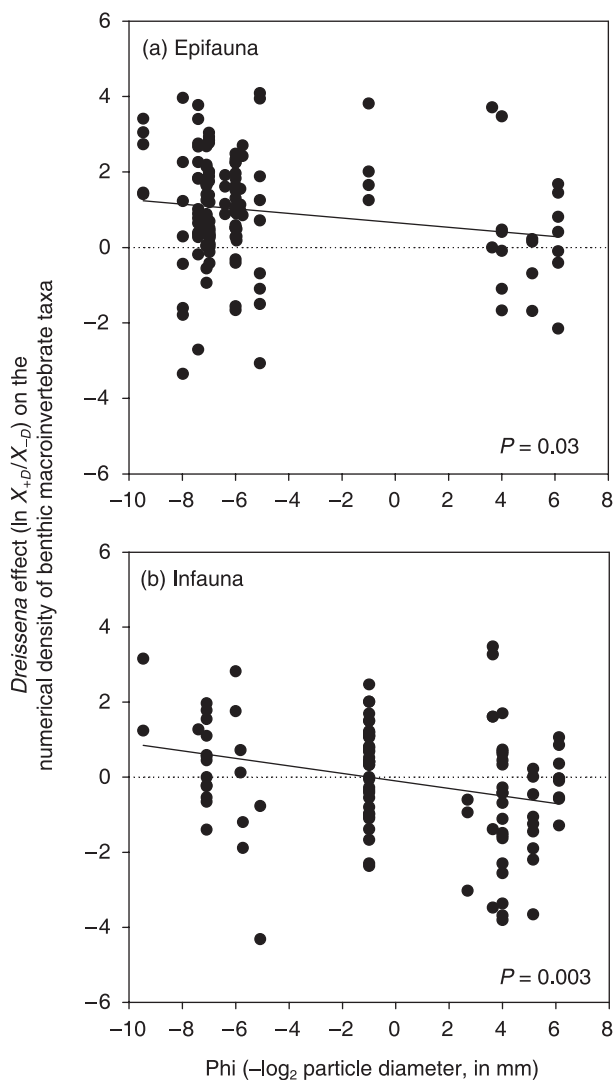 (a) Epifauna
6
4
2
0
–2
–4
–6
P = 0.03
–10 –8 –6 –4 –2 0 2 4 6 8
Dreissena effect (ln X+D/X–D) on the
numerical density of benthic macroinvertebrate taxa
(b) Infauna
6
4
2
0
–2
–4
–6
P = 0.003
–10 –8 –6 –4 –2 0 2 4 6 8
Phi (–log2 particle diameter, in mm)